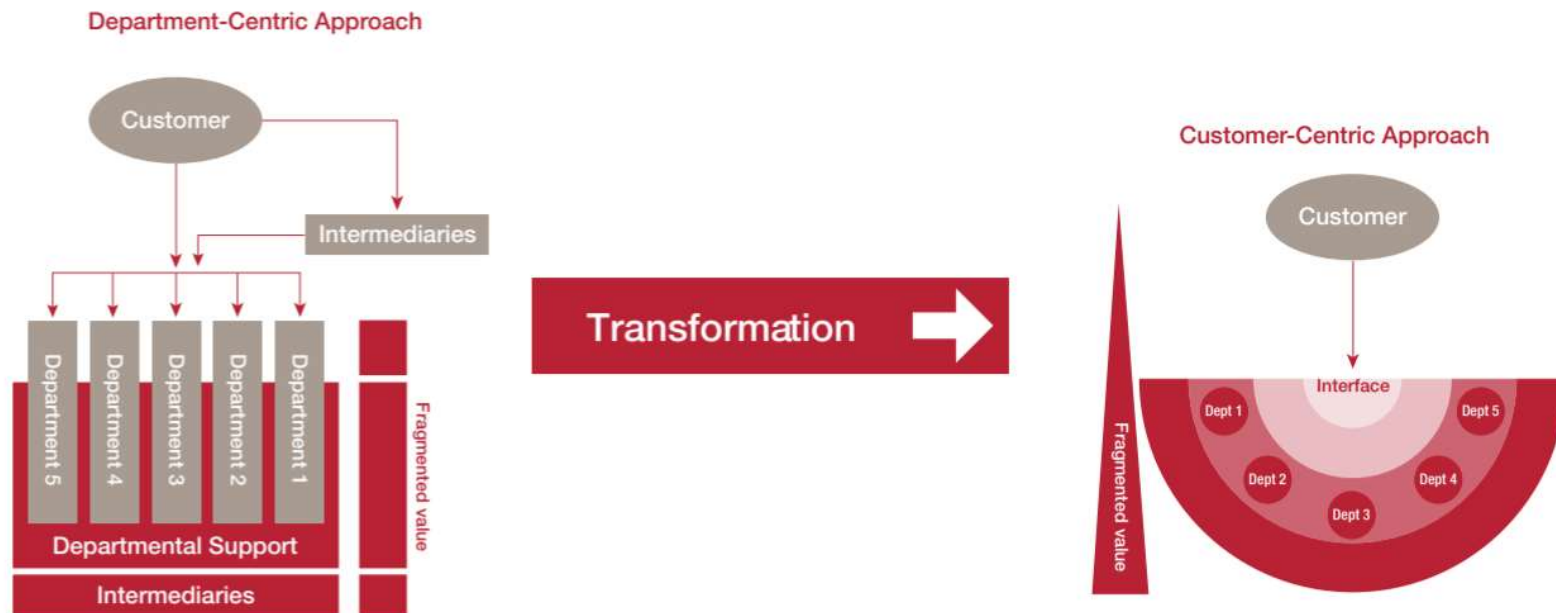 Department-Centric Approach
Customer
Intermediaries
Department 5
Department 4
Department 3
Department 2
Department 1
Departmental Support
Intermediaries
Fragmented value
Transformation
Customer-Centric Approach
Customer
Interface
Dept 1
Dept 2
Dept 3
Dept 4
Dept 5
Fragmented value